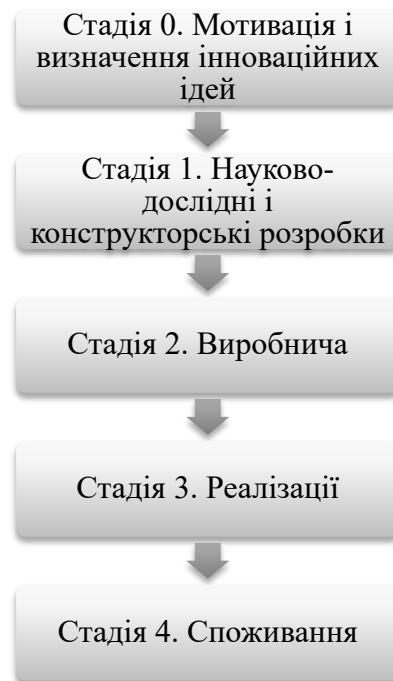 Стадія 0. Мотивація і
визначення інноваційних
ідей
Стадія 1. Науково-
дослідні і
конструкторські розробки
Стадія 2. Виробнича
Стадія 3. Реалізації
Стадія 4. Споживання